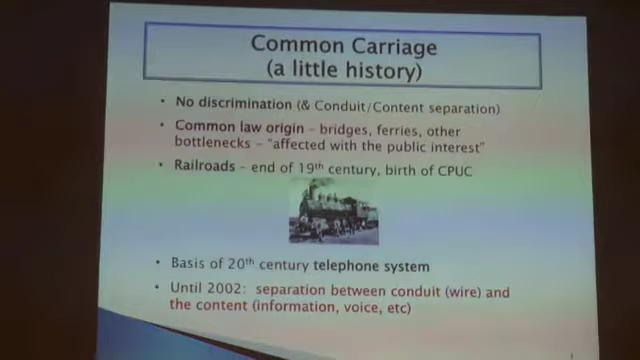 Common Carriage
(a little history)
• No discrimination (& Conduit/Content separation)
• Common law origin – bridges, ferries, other
bottlenecks – "affected with the public interest"
• Railroads – end of 19th century, birth of CPUC
• Basis of 20th century telephone system
• Until 2002: separation between conduit (wire) and
the content (information, voice, etc)